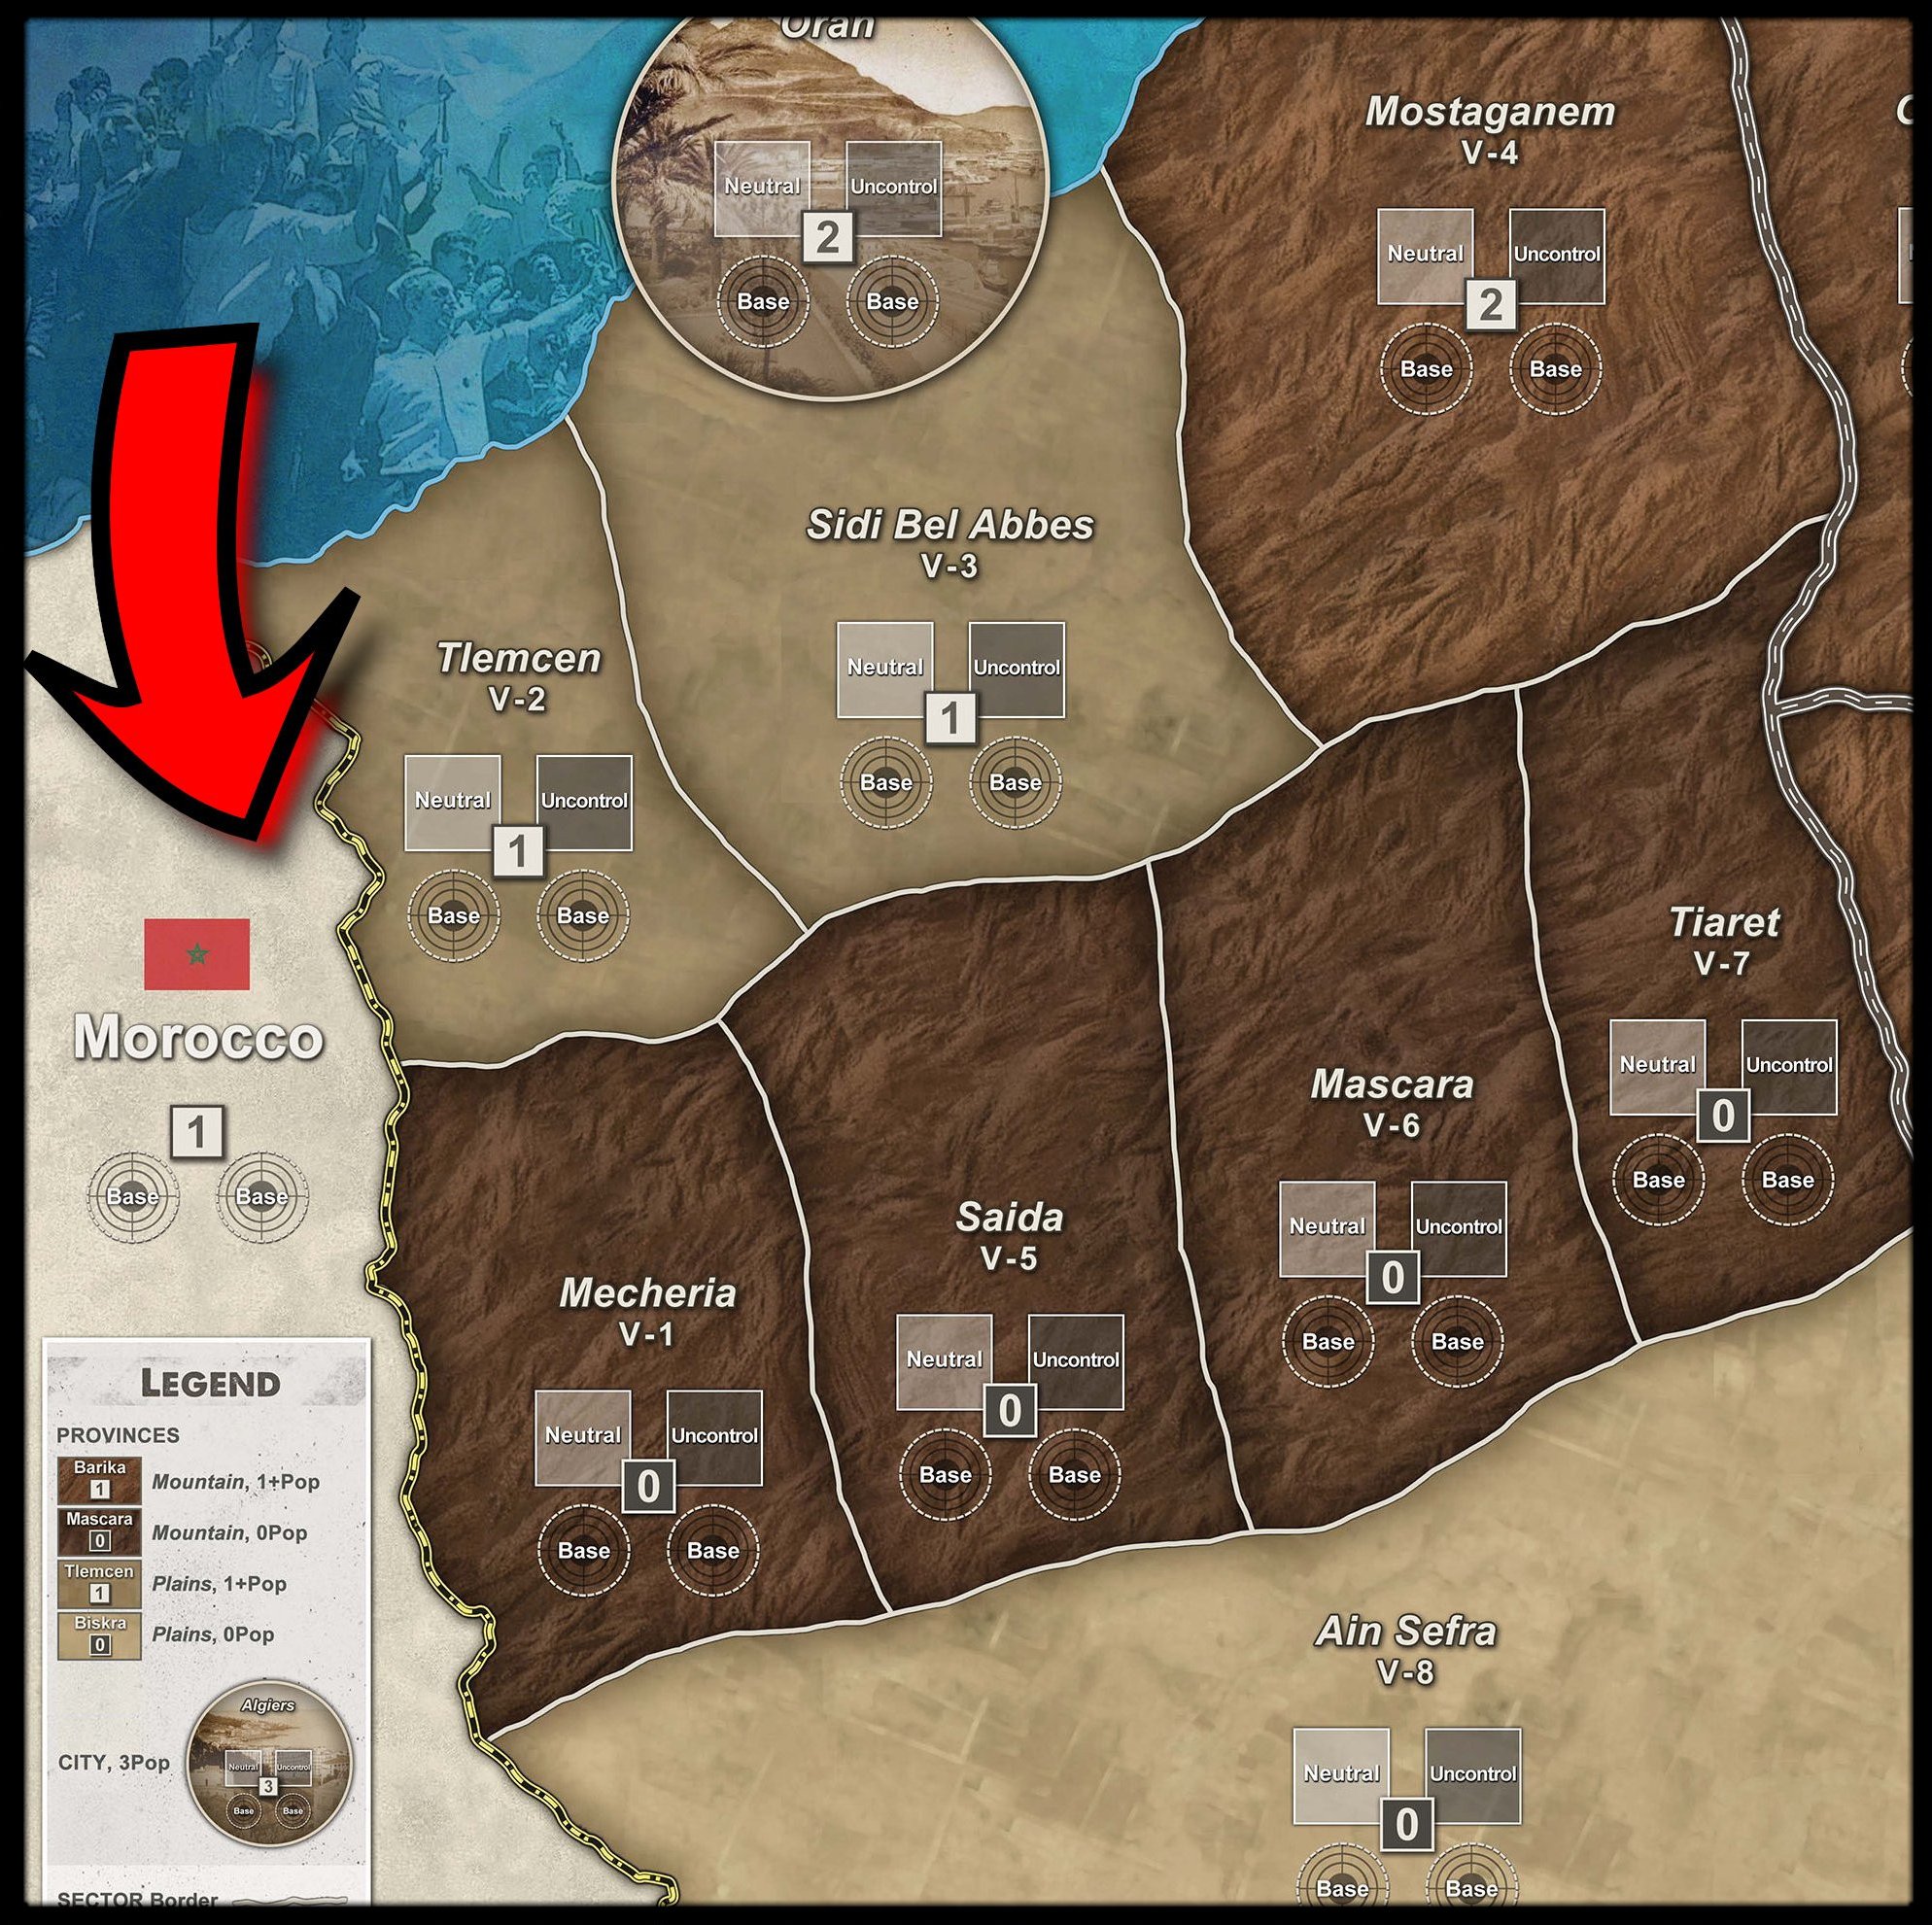 Oran
Neutral
Uncontrol
2
Base
Base
Mostaganem
V-4
Neutral
Uncontrol
2
Base
Base
Sidi Bel Abbes
V-3
Neutral
Uncontrol
1
Base
Base
Tlemcen
V-2
Neutral
Uncontrol
1
Base
Base
Morocco
1
Base
Base
Tiaret
V-7
Neutral
Uncontrol
0
Base
Base
Mascara
V-6
Neutral
Uncontrol
0
Base
Base
Saida
V-5
Neutral
Uncontrol
0
Base
Base
Mecheria
V-1
Neutral
Uncontrol
0
Base
Base
Ain Sefra
V-8
Neutral
Uncontrol
0
Base
Base
LEGEND
PROVINCES
Barika
1
Mountain, 1+Pop
Mascara
0
Mountain, 0Pop
Tlemcen
1
Plains, 1+Pop
Biskra
0
Plains, 0Pop
CITY, 3Pop
Algiers
Neutral
Uncontrol
3
Base
Base
SECTOR Border